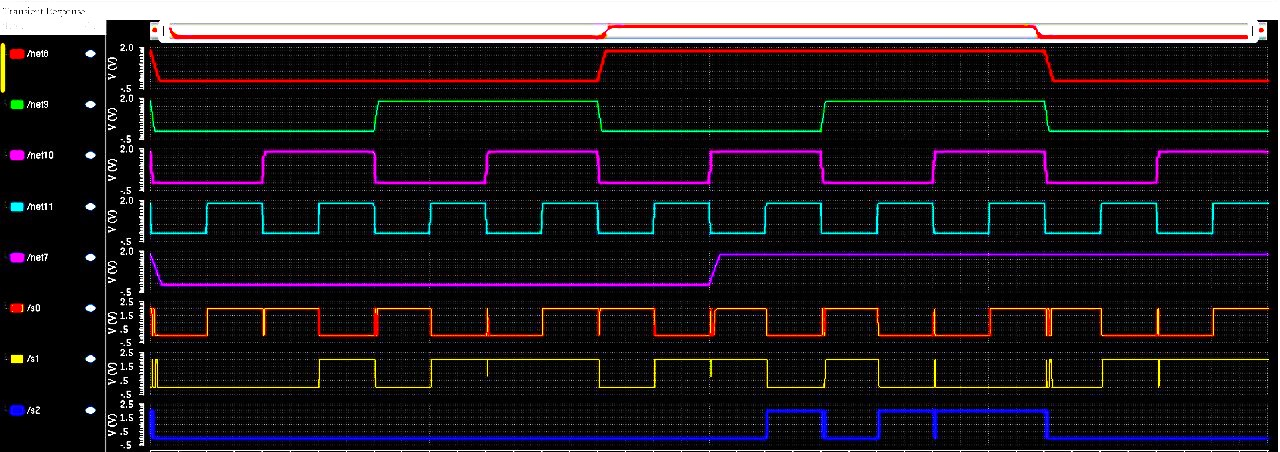 Transient Response
/net6
V (V)
2.0
-.5
/net9
V (V)
2.0
-.5
/net10
V (V)
2.0
-.5
/net11
V (V)
2.0
-.5
/net7
V (V)
2.0
-.5
/s0
V (V)
2.5
1.5
.5
-.5
/s1
V (V)
2.5
1.5
.5
-.5
/s2
V (V)
2.5
1.5
.5
-.5